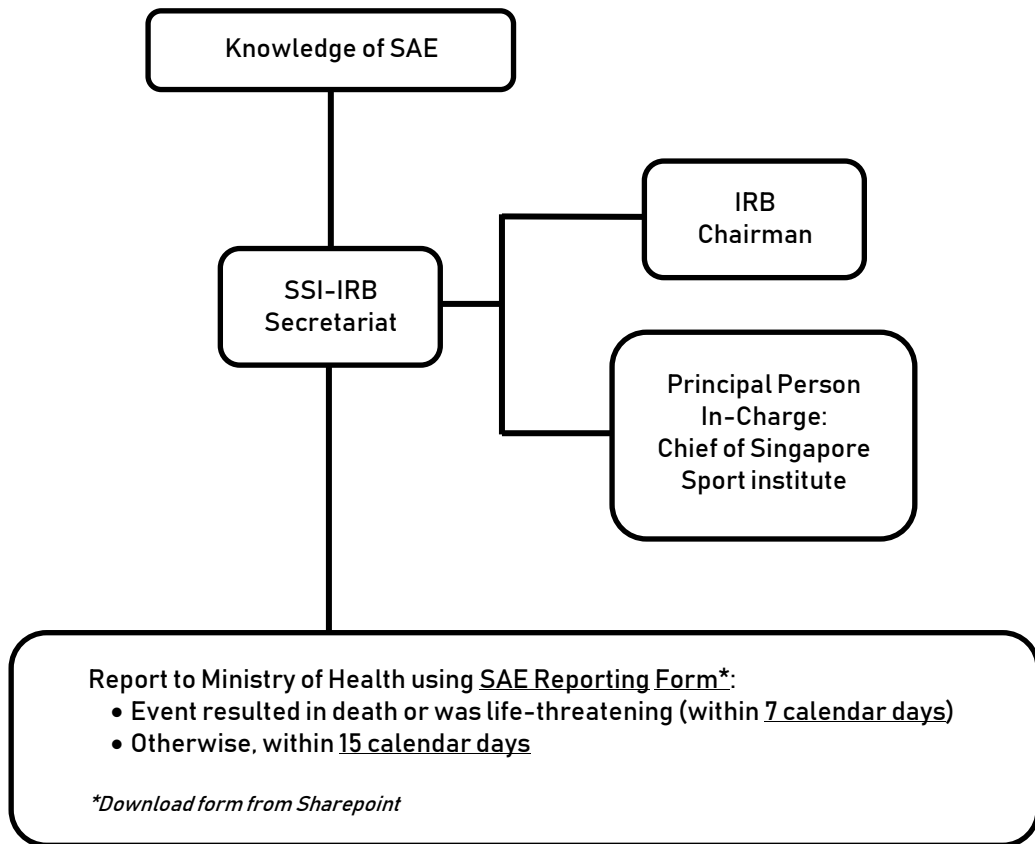 Knowledge of SAE
IRB
Chairman
SSI-IRB
Secretariat
Principal Person
In-Charge:
Chief of Singapore
Sport institute
Report to Ministry of Health using SAE Reporting Form*:
• Event resulted in death or was life-threatening (within 7 calendar days)
• Otherwise, within 15 calendar days
*Download form from Sharepoint